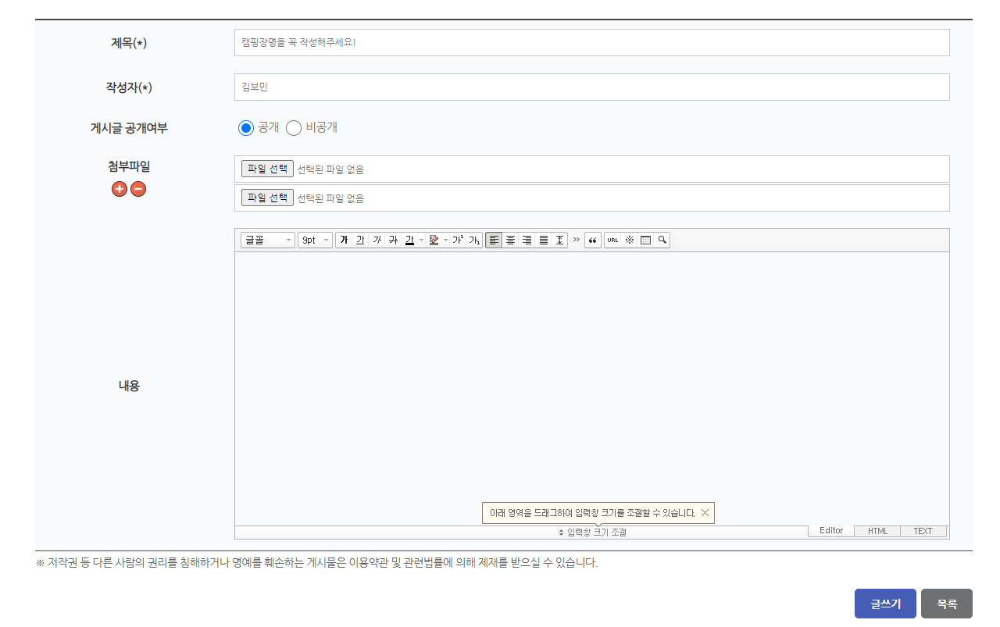 제목(*) 캠핑장명을 꼭 작성해주세요!
작성자(*) 김보민
게시글 공개여부 공개 비공개
첨부파일 파일 선택 선택된 파일 없음
파일 선택 선택된 파일 없음
글꼴 9pt 가 가 가 가 가 가¹ 가₁ » “ URL ※
내용
아래 영역을 드래그하여 입력창 크기를 조절할 수 있습니다.
입력창 크기 조절 Editor HTML TEXT
※ 저작권 등 다른 사람의 권리를 침해하거나 명예를 훼손하는 게시물은 이용약관 및 관련법률에 의해 제재를 받으실 수 있습니다.
글쓰기 목록